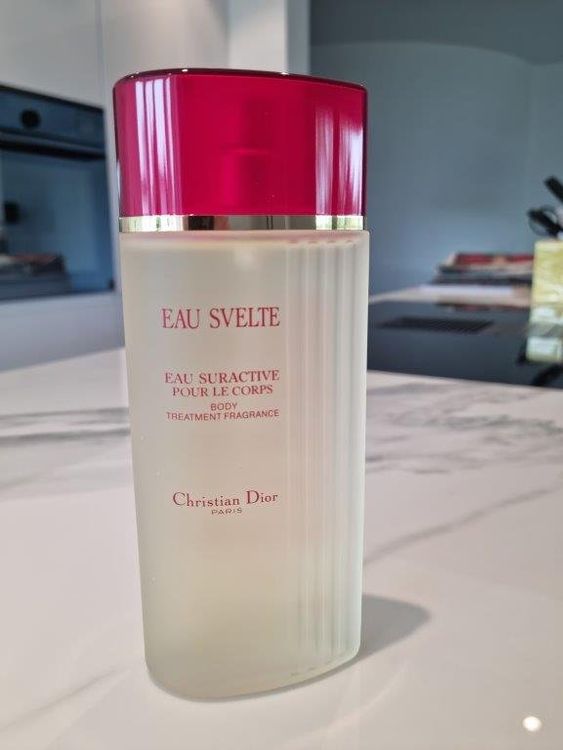 EAU SVELTE
EAU SURACTIVE
POUR LE CORPS
BODY
TREATMENT FRAGRANCE
Christian Dior
PARIS